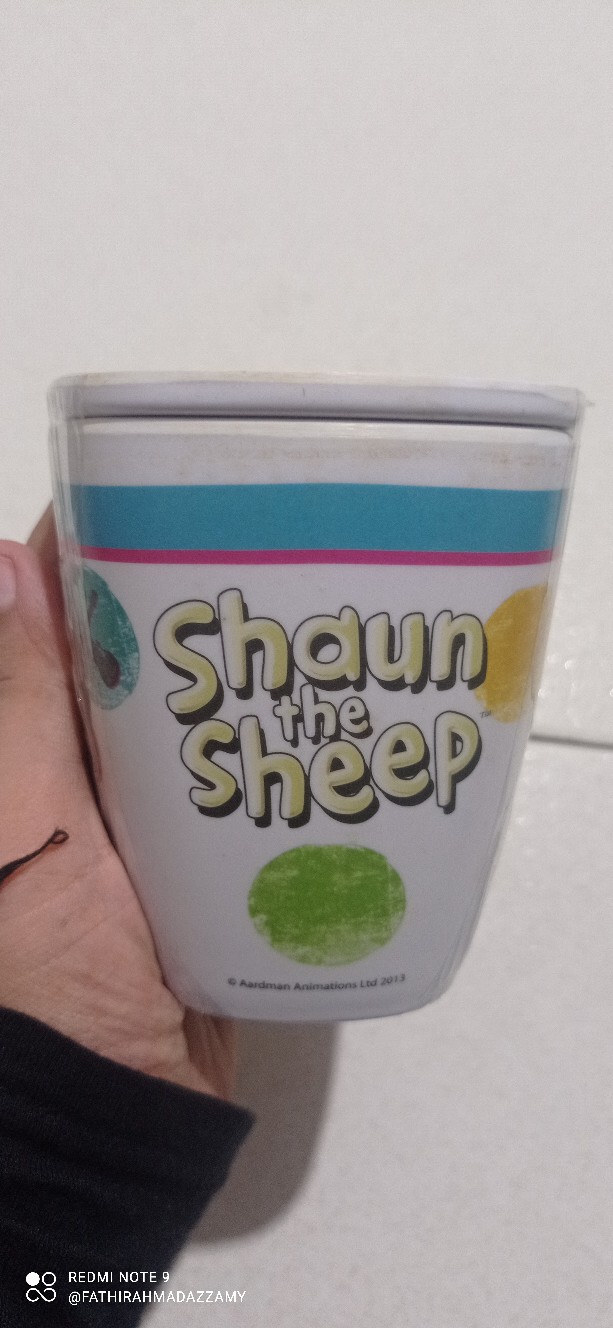 Shaun
the
Sheep
TM
© Aardman Animations Ltd 2013
REDMI NOTE 9
@FATHIRAHMADAZZAMY